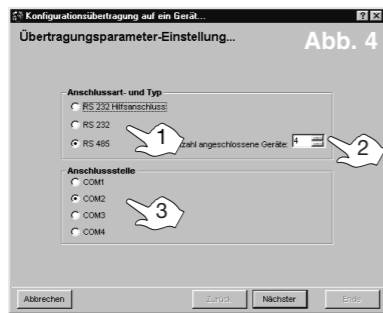 Konfigurationsübertragung auf ein Gerät...
Übertragungsparameter-Einstellung...
Abb. 4
Anschlussart- und Typ
RS 232 Hilfsanschluss
RS 232
RS 485
1
zahl angeschlossene Geräte:
4
2
Anschlussstelle
COM1
COM2
COM3
COM4
3
Abbrechen
Zurück
Nächster
Ende